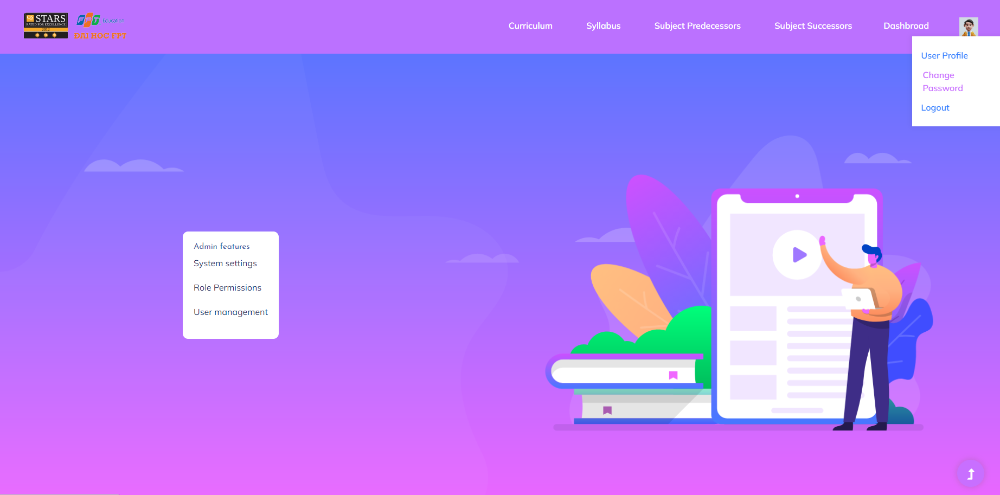 QS STARS
RATED FOR EXCELLENCE
2012
FPT Education
ĐẠI HỌC FPT
Curriculum
Syllabus
Subject Predecessors
Subject Successors
Dashbroad
User Profile
Change
Password
Logout
Admin features
System settings
Role Permissions
User management